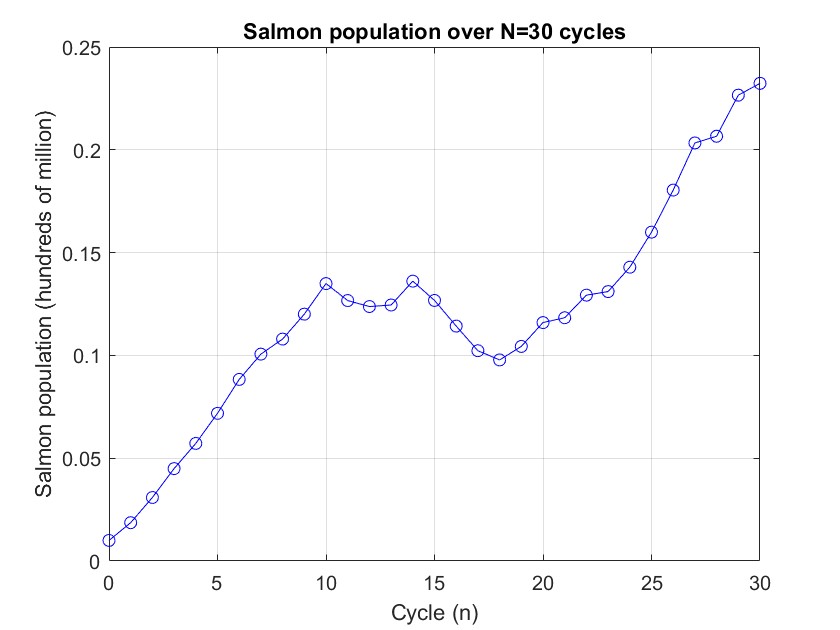 Salmon population over N=30 cycles
Salmon population (hundreds of million)
0.25
0.2
0.15
0.1
0.05
0
0 5 10 15 20 25 30
Cycle (n)